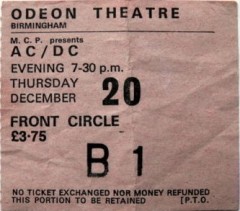 ODEON THEATRE
BIRMINGHAM
M. C. P. presents
AC/DC
EVENING 7-30 p.m.
THURSDAY
DECEMBER 20
FRONT CIRCLE
£3·75
B 1
NO TICKET EXCHANGED NOR MONEY REFUNDED
THIS PORTION TO BE RETAINED [P.T.O.